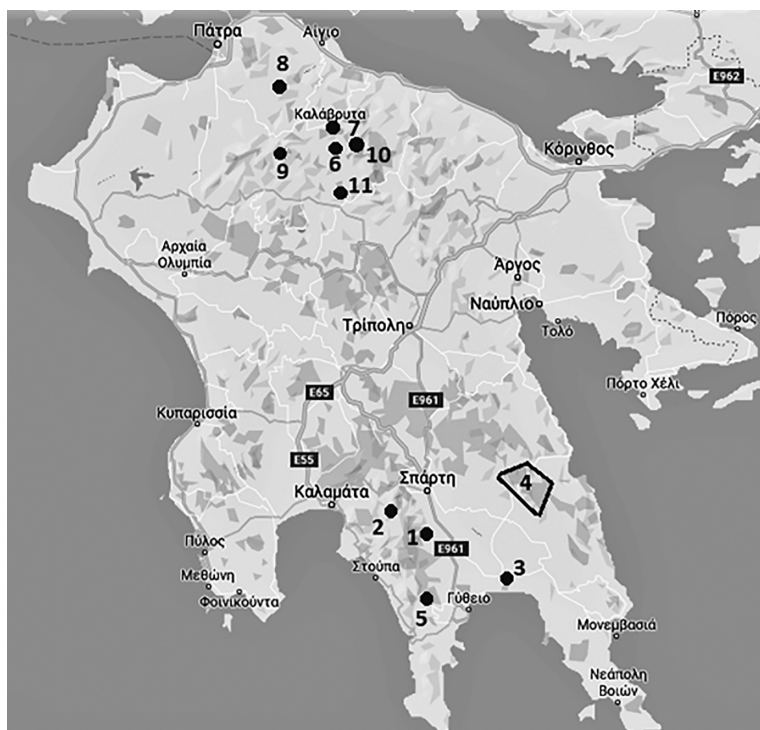 Πάτρα
Αίγιο
8
E962
Καλάβρυτα
7
Κόρινθος
6
10
9
11
Αρχαία
Ολυμπία
Άργος
Ναύπλιο
Πόρος
Τρίπολη
Τολό
Πόρτο Χέλι
E65
E961
Κυπαρισσία
E55
Σπάρτη
4
Καλαμάτα
2
1
Πύλος
E961
Στούπα
3
Μεθώνη
Φοινικούντα
Γύθειο
5
Μονεμβασιά
Νεάπολη
Βοιών